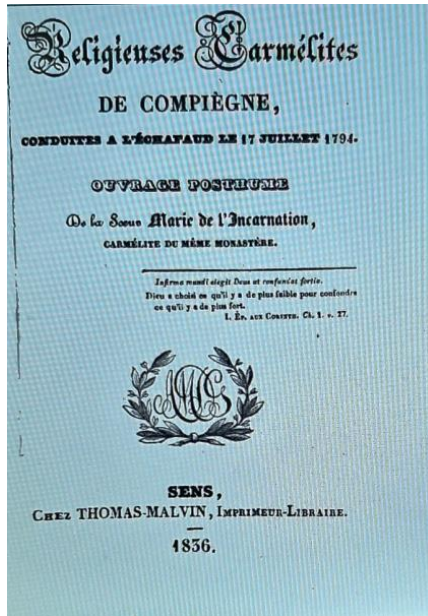 Religieuses Carmélites
DE COMPIÈGNE,
CONDUITES A L'ÉCHAFAUD LE 17 JUILLET 1794.
OUVRAGE POSTHUME
De la Soeur Marie de l'Incarnation,
CARMÉLITE DU MÊME MONASTÈRE.
Infirma mundi elegit Deus ut confundat fortia.
Dieu a choisi ce qu'il y a de plus faible pour confondre
ce qu'il y a de plus fort.
I. Ép. AUX CORINTH. Ch. 1. v. 27.
SENS,
CHEZ THOMAS-MALVIN, IMPRIMEUR-LIBRAIRE.
1836.